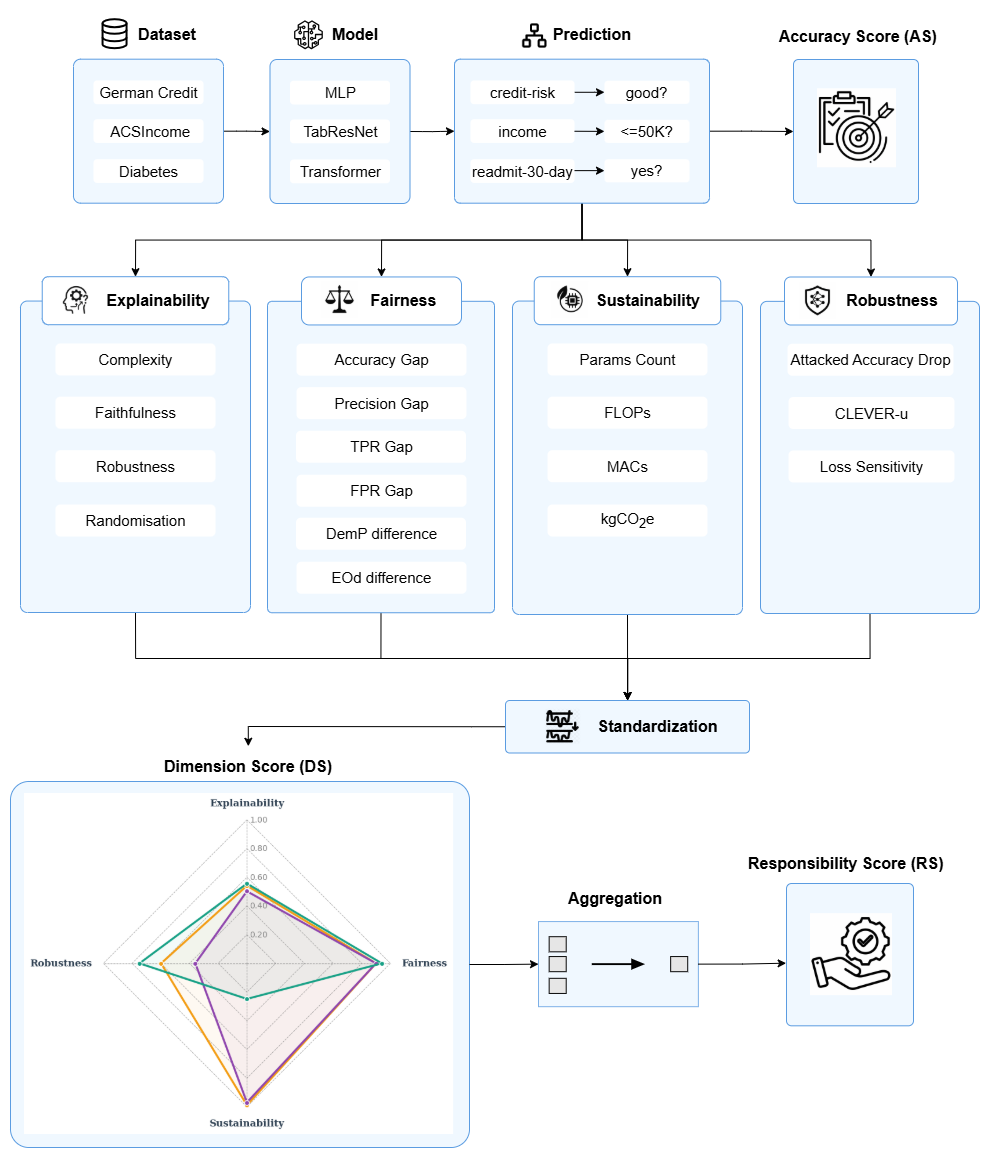 Dataset
Model
Prediction
Accuracy Score (AS)
German Credit
ACSIncome
Diabetes
MLP
TabResNet
Transformer
credit-risk
good?
income
<=50K?
readmit-30-day
yes?
Explainability
Complexity
Faithfulness
Robustness
Randomisation
Fairness
Accuracy Gap
Precision Gap
TPR Gap
FPR Gap
DemP difference
EOd difference
Sustainability
Params Count
FLOPs
MACs
kgCO2e
Robustness
Attacked Accuracy Drop
CLEVER-u
Loss Sensitivity
Standardization
Dimension Score (DS)
Explainability
1.00
0.80
0.60
0.40
0.20
Robustness
Fairness
Sustainability
Aggregation
Responsibility Score (RS)